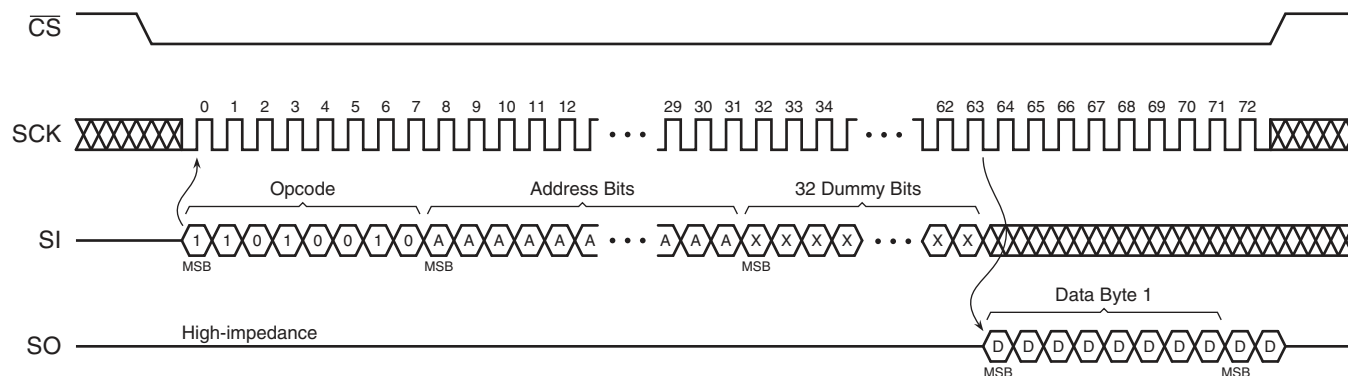 CS
0 1 2 3 4 5 6 7 8 9 10 11 12 29 30 31 32 33 34 62 63 64 65 66 67 68 69 70 71 72
SCK
Opcode Address Bits 32 Dummy Bits
SI 1 1 0 1 0 0 1 0 A A A A A A A A A X X X X X X
MSB MSB MSB
Data Byte 1
High-impedance
SO D D D D D D D D D D
MSB MSB